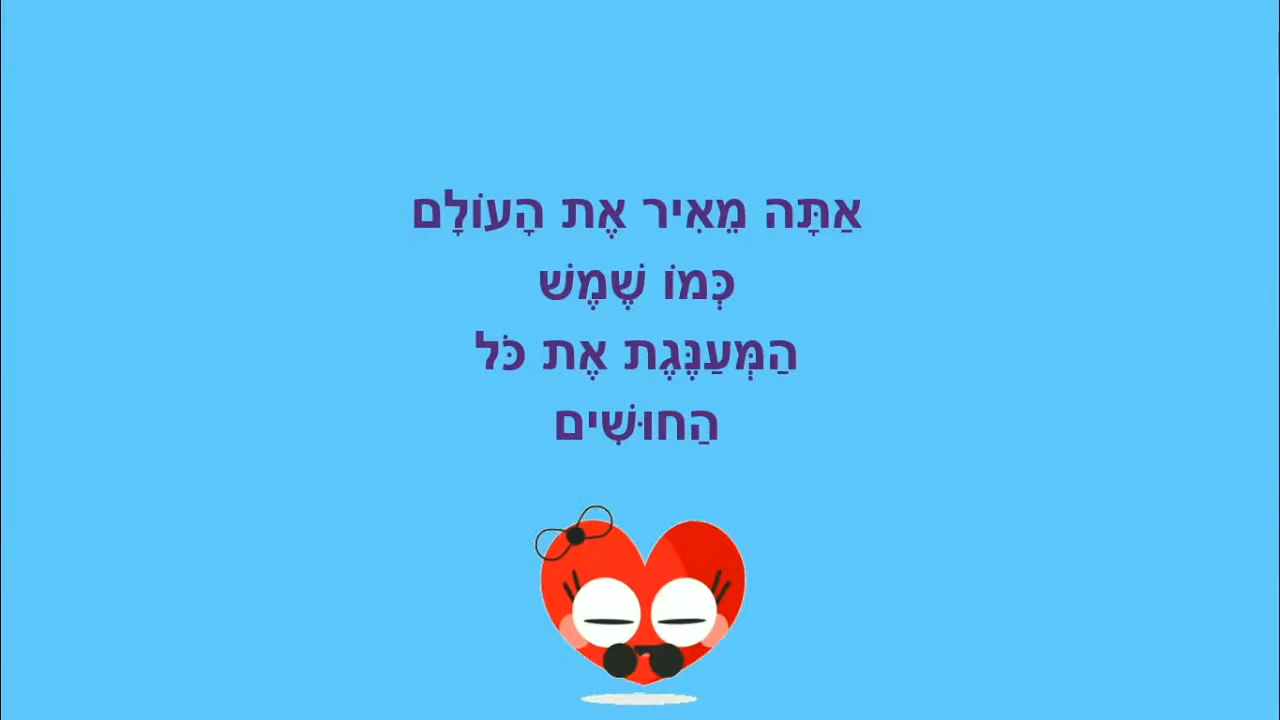 אַתָּה מֵאִיר אֶת הָעוֹלָם
כְּמוֹ שֶׁמֶשׁ
הַמְּעַנֶּגֶת אֶת כֹּל
הַחוּשִׁים